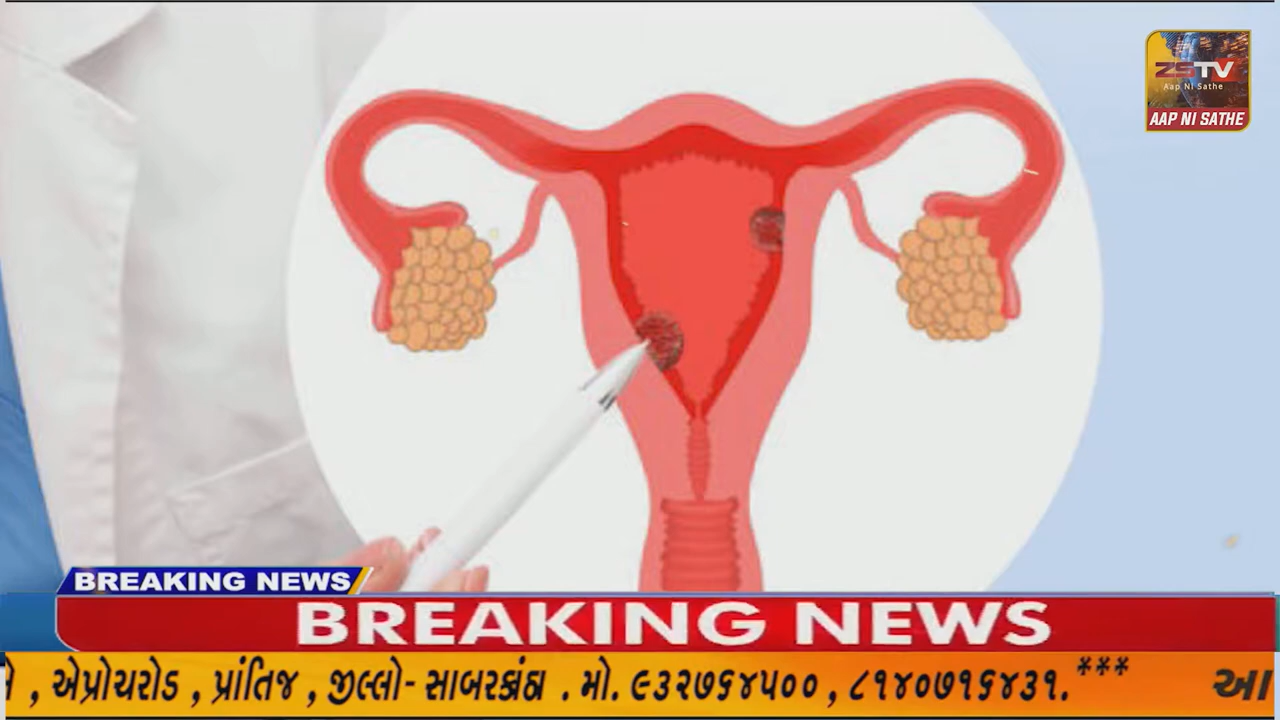 ZSTV
Aap Ni Sathe
AAP NI SATHE
BREAKING NEWS
BREAKING NEWS
, એપ્રોચરોડ , પ્રાંતિજ , જીલ્લો- સાબરકાંઠા . મો. ૯૩૨૭૬૪૫૦૦ , ૮૧૪૦૭૧૬૪૩૧.*** આ